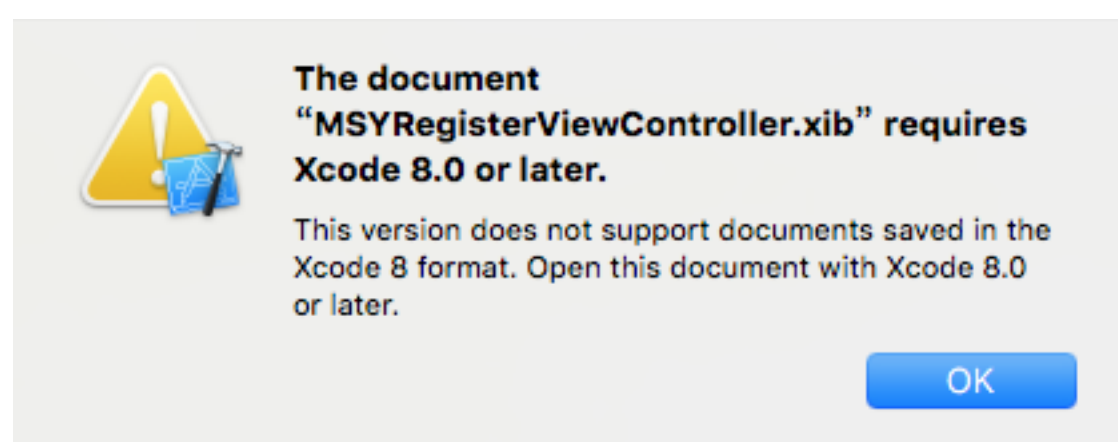 The document
“MSYRegisterViewController.xib” requires
Xcode 8.0 or later.
This version does not support documents saved in the
Xcode 8 format. Open this document with Xcode 8.0
or later.
OK